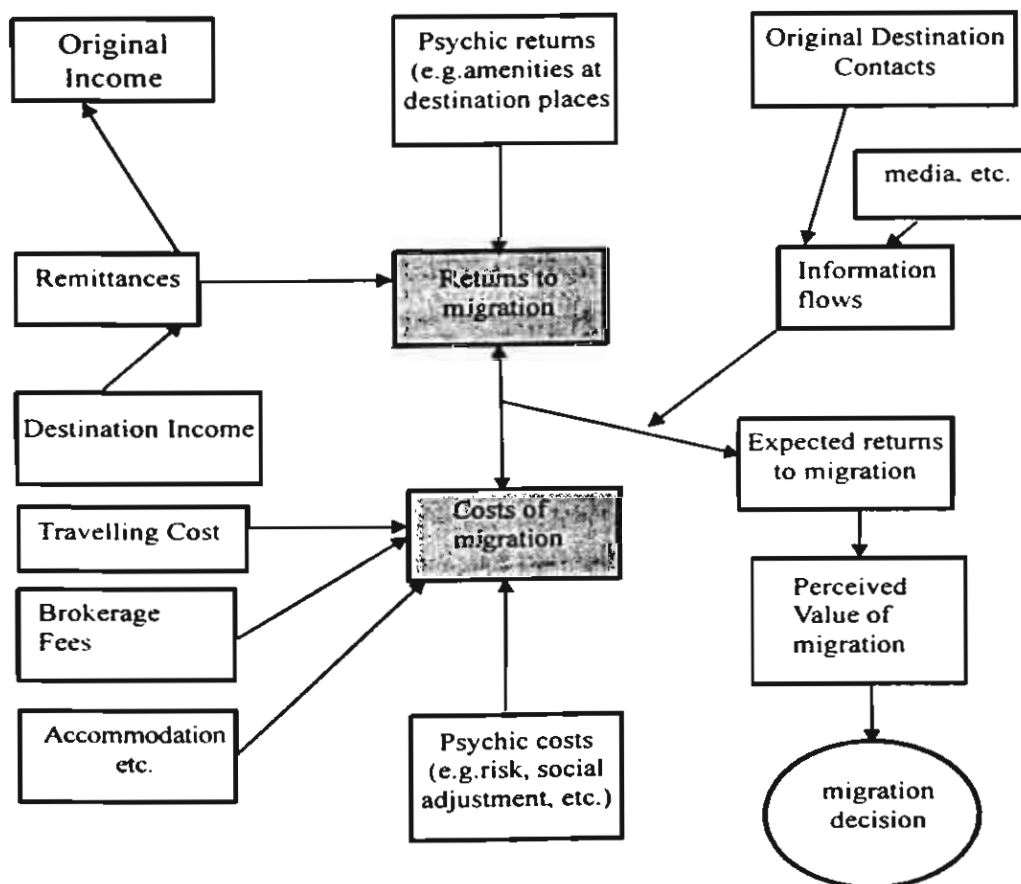 Original
Income
Psychic returns
(e.g.amenities at
destination places
Original Destination
Contacts
media, etc.
Remittances
Returns to
migration
Information
flows
Destination Income
Expected returns
to migration
Travelling Cost
Costs of
migration
Brokerage
Fees
Perceived
Value of
migration
Accommodation
etc.
Psychic costs
(e.g.risk, social
adjustment, etc.)
migration
decision